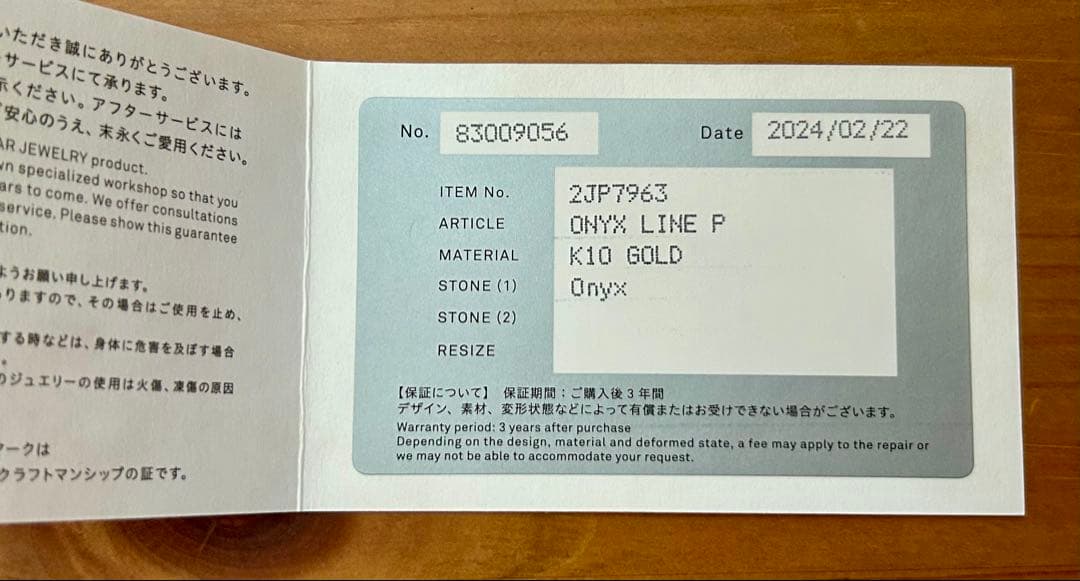 いただき誠にありがとうございます。
サービスにて承ります。
示ください。アフターサービスには
安心のうえ、末永くご愛用ください。
AR JEWELRY product.
wn specialized workshop so that you
ars to come. We offer consultations
service. Please show this guarantee
tion.
ようお願い申し上げます。
りますので、その場合はご使用を止め、
する時などは、身体に危害を及ぼす場合
。
のジュエリーの使用は火傷、凍傷の原因
マークは
クラフトマンシップの証です。
No. 83009056 Date 2024/02/22
ITEM No. 2JP7963
ARTICLE ONYX LINE P
MATERIAL K10 GOLD
STONE (1) Onyx
STONE (2)
RESIZE
【保証について】 保証期間：ご購入後3年間
デザイン、素材、変形状態などによって有償またはお受けできない場合がございます。
Warranty period: 3 years after purchase
Depending on the design, material and deformed state, a fee may apply to the repair or
we may not be able to accommodate your request.